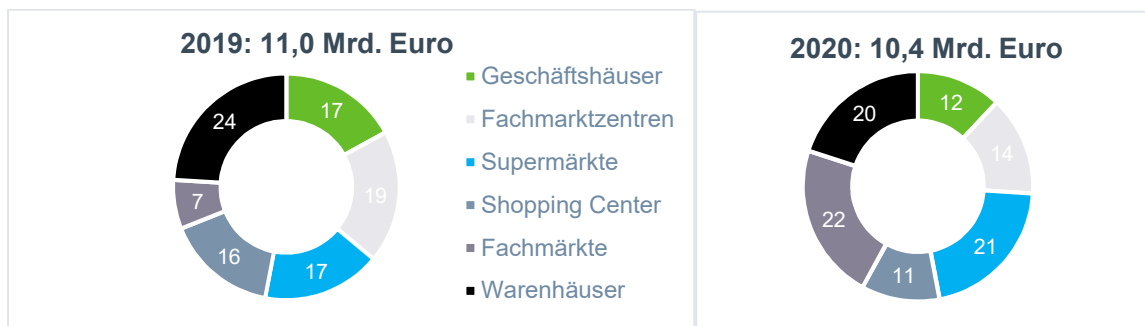 2019: 11,0 Mrd. Euro
17
19
17
16
7
24
Geschäftshäuser
Fachmarktzentren
Supermärkte
Shopping Center
Fachmärkte
Warenhäuser
2020: 10,4 Mrd. Euro
12
14
21
11
22
20